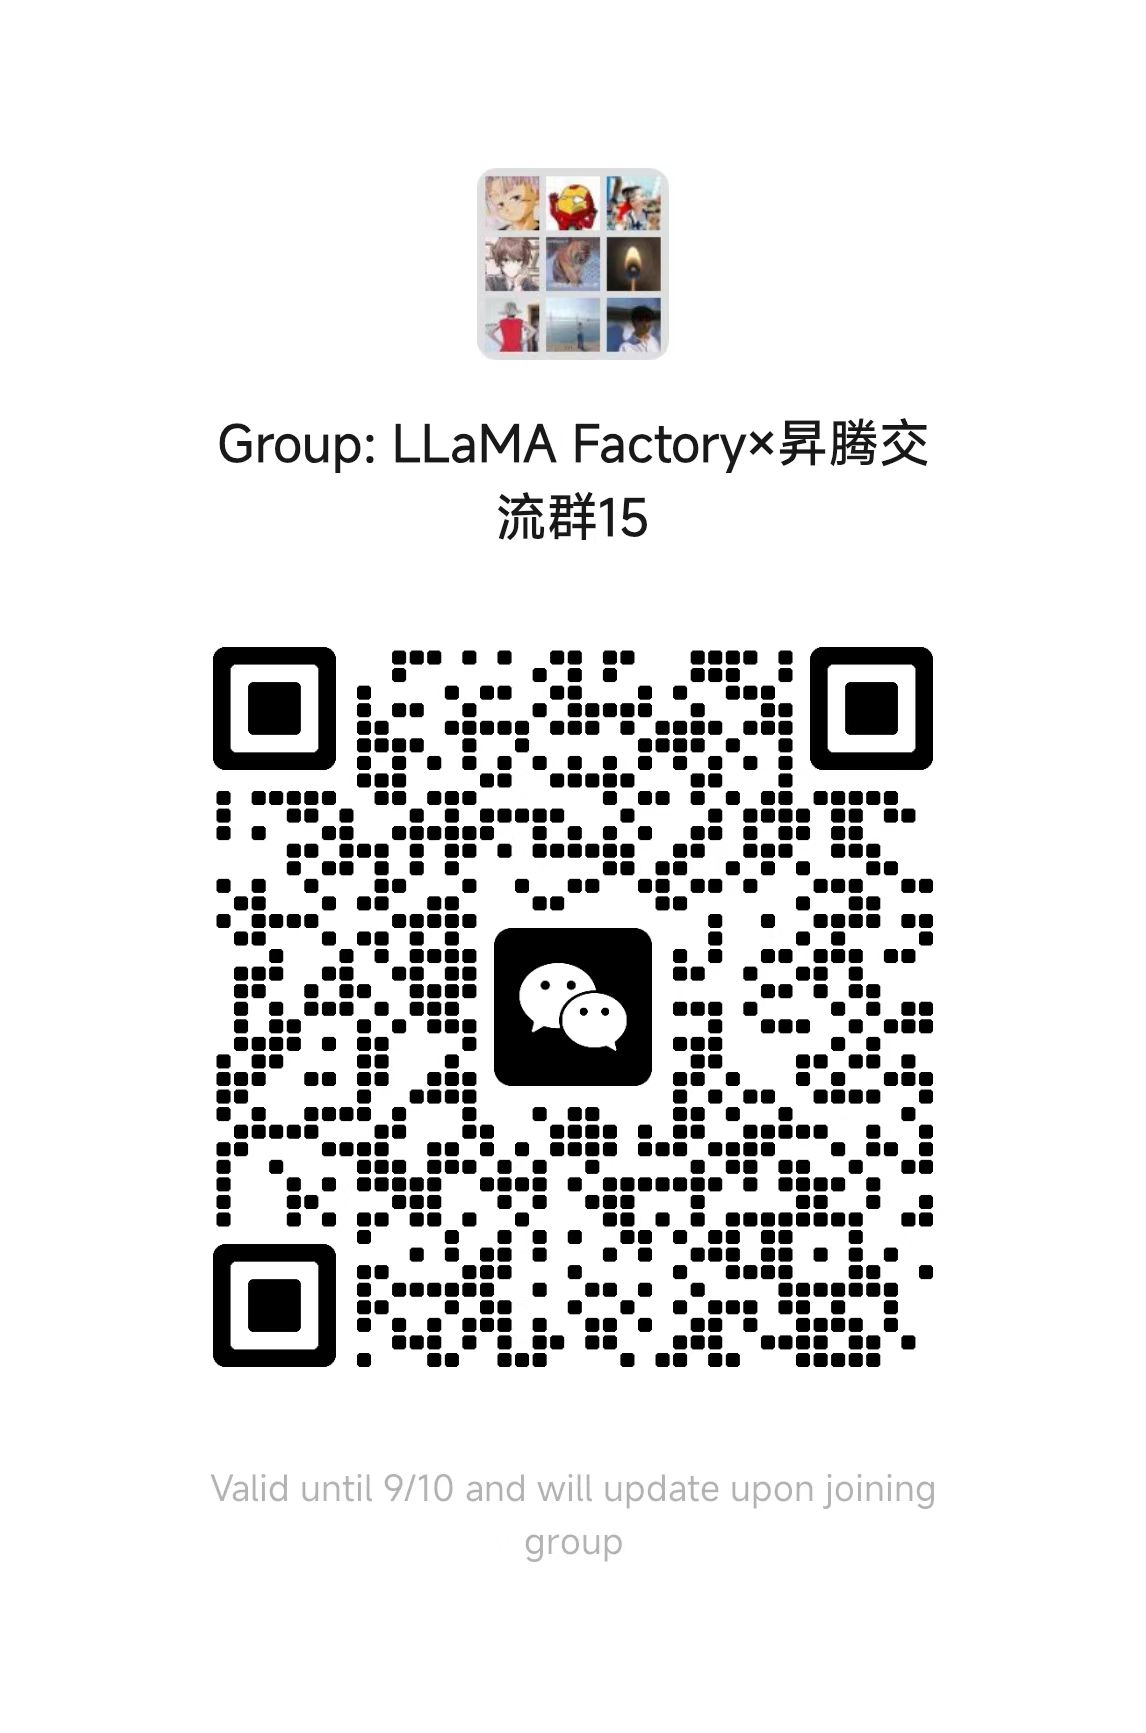 Group: LLaMA Factory×昇腾交
流群15
Valid until 9/10 and will update upon joining
group